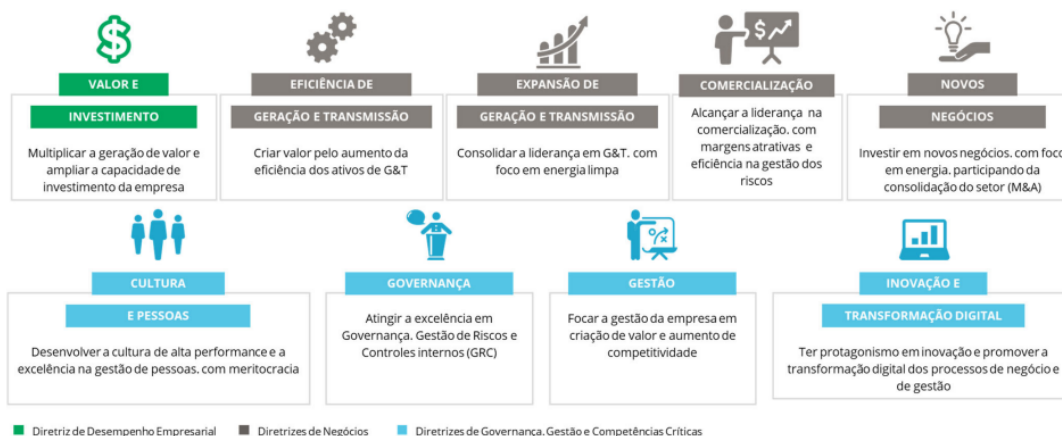 VALOR E
INVESTIMENTO
Multiplicar a geração de valor e
ampliar a capacidade de
investimento da empresa
EFICIÊNCIA DE
GERAÇÃO E TRANSMISSÃO
Criar valor pelo aumento da
eficiência dos ativos de G&T
EXPANSÃO DE
GERAÇÃO E TRANSMISSÃO
Consolidar a liderança em G&T. com
foco em energia limpa
COMERCIALIZAÇÃO
Alcançar a liderança na
comercialização. com
margens atrativas e
eficiência na gestão dos
riscos
NOVOS
NEGÓCIOS
Investir em novos negócios. com foco
em energia. participando da
consolidação do setor (M&A)
CULTURA
E PESSOAS
Desenvolver a cultura de alta performance e a
excelência na gestão de pessoas. com meritocracia
GOVERNANÇA
Atingir a excelência em
Governança. Gestão de Riscos e
Controles internos (GRC)
GESTÃO
Focar a gestão da empresa em
criação de valor e aumento de
competitividade
INOVAÇÃO E
TRANSFORMAÇÃO DIGITAL
Ter protagonismo em inovação e promover a
transformação digital dos processos de negócio e
de gestão
Diretriz de Desempenho Empresarial
Diretrizes de Negócios
Diretrizes de Governança. Gestão e Competências Críticas